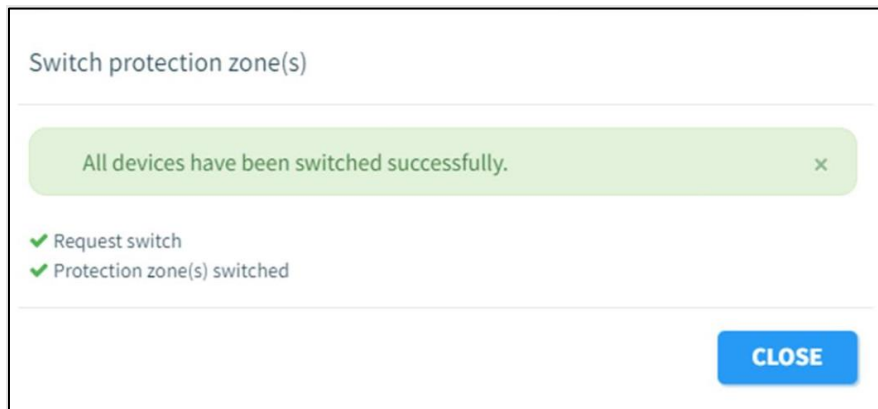 Switch protection zone(s)
All devices have been switched successfully. ×
✔ Request switch
✔ Protection zone(s) switched
CLOSE